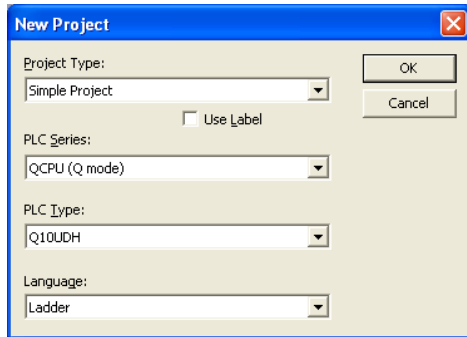 New Project
Project Type:
Simple Project
OK
Use Label
Cancel
PLC Series:
QCPU (Q mode)
PLC Type:
Q10UDH
Language:
Ladder